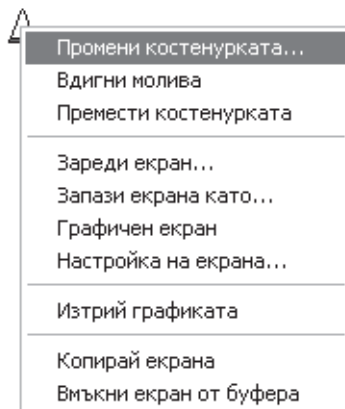 Промени костенурката...
Вдигни молива
Премести костенурката
Зареди екран...
Запази екрана като...
Графичен екран
Настройка на екрана...
Изтрий графиката
Копирай екрана
Вмъкни екран от буфера